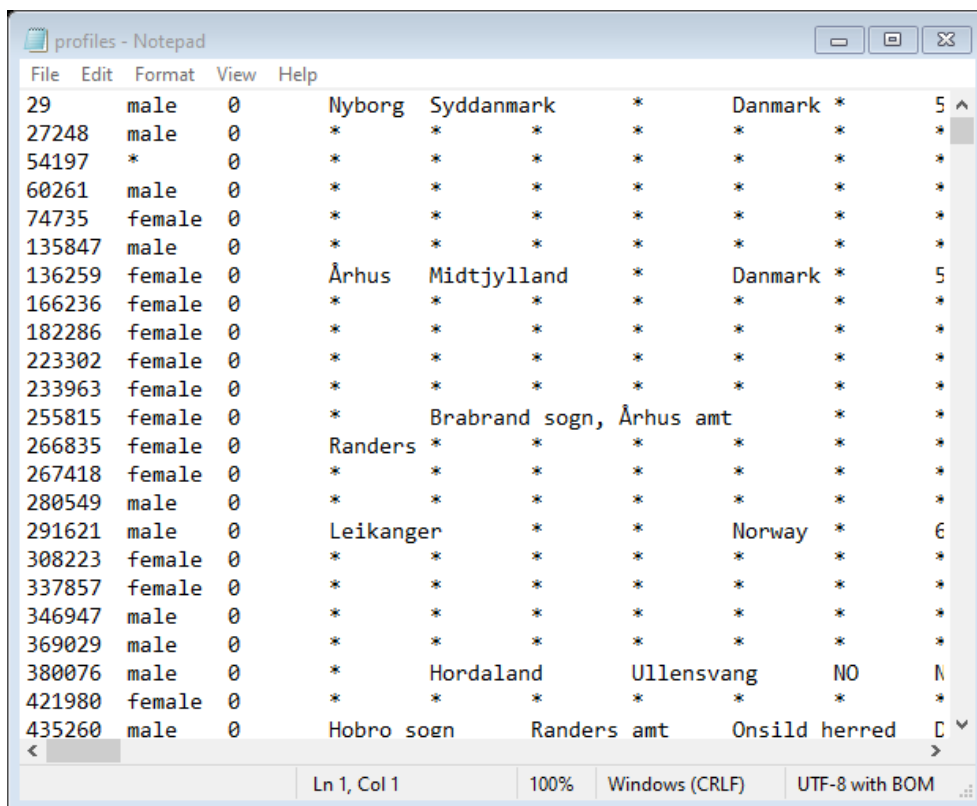 profiles - Notepad
File Edit Format View Help
29 male 0 Nyborg Syddanmark * Danmark * 5
27248 male 0 * * * * * * *
54197 * 0 * * * * * * *
60261 male 0 * * * * * * *
74735 female 0 * * * * * * *
135847 male 0 * * * * * * *
136259 female 0 Århus Midtjylland * Danmark * 5
166236 female 0 * * * * * * *
182286 female 0 * * * * * * *
223302 female 0 * * * * * * *
233963 female 0 * * * * * * *
255815 female 0 * Brabrand sogn, Århus amt * *
266835 female 0 Randers * * * * * *
267418 female 0 * * * * * * *
280549 male 0 * * * * * * *
291621 male 0 Leikanger * * Norway * 6
308223 female 0 * * * * * * *
337857 female 0 * * * * * * *
346947 male 0 * * * * * * *
369029 male 0 * * * * * * *
380076 male 0 * Hordaland Ullensvang NO N
421980 female 0 * * * * * * *
435260 male 0 Hobro sogn Randers amt Onsild herred D
Ln 1, Col 1 100% Windows (CRLF) UTF-8 with BOM